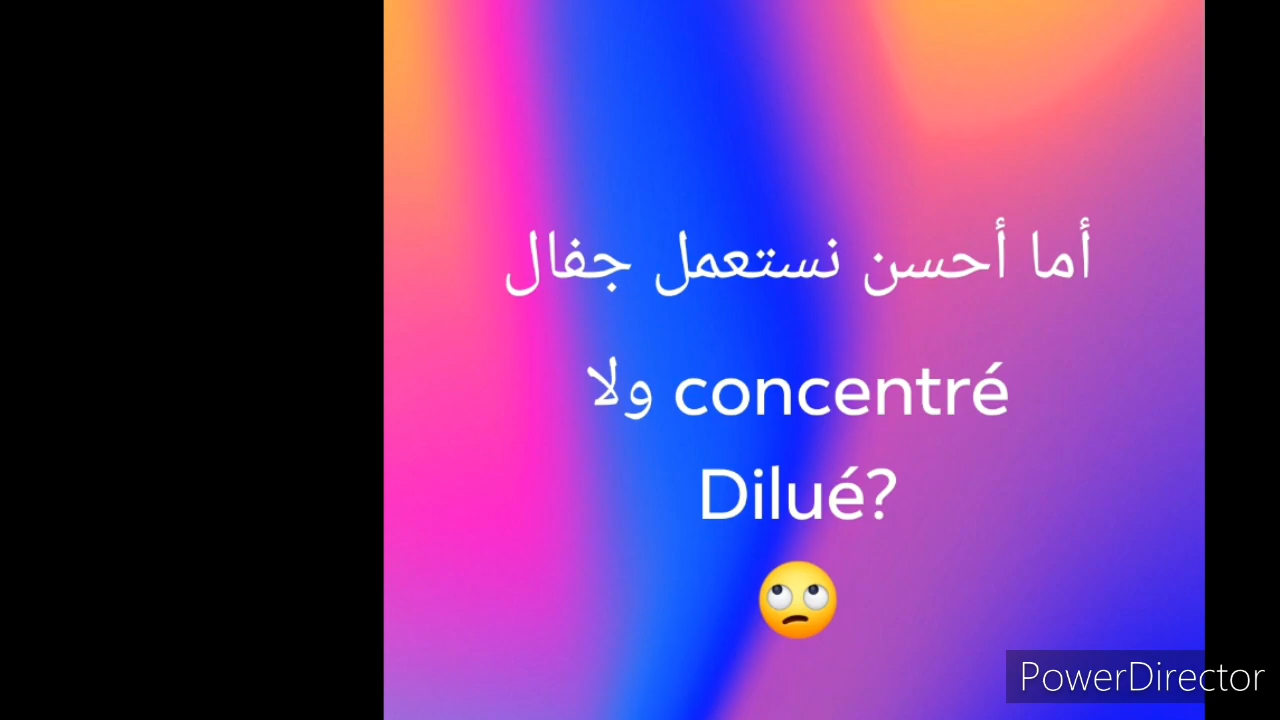 أما أحسن نستعمل جفال
concentré ولا
Dilué?
🙄
PowerDirector